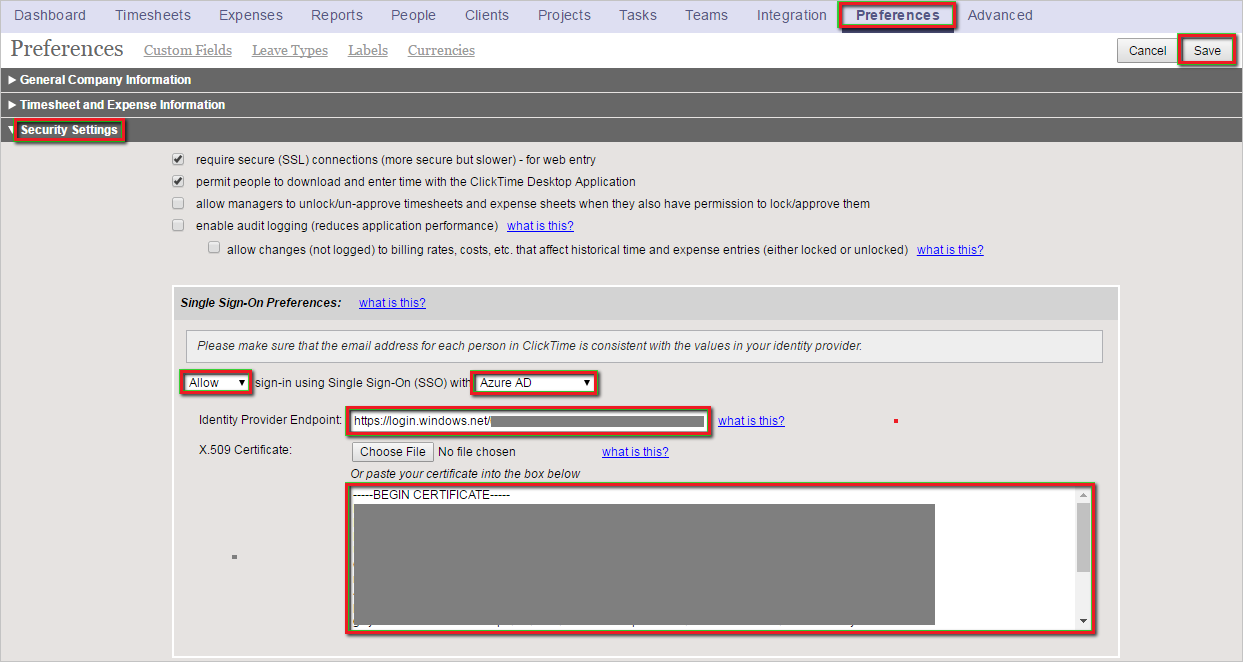 Dashboard Timesheets Expenses Reports People Clients Projects Tasks Teams Integration Preferences Advanced
Preferences Custom Fields Leave Types Labels Currencies Cancel Save
General Company Information
Timesheet and Expense Information
Security Settings
require secure (SSL) connections (more secure but slower) - for web entry
permit people to download and enter time with the ClickTime Desktop Application
allow managers to unlock/un-approve timesheets and expense sheets when they also have permission to lock/approve them
enable audit logging (reduces application performance) what is this?
allow changes (not logged) to billing rates, costs, etc. that affect historical time and expense entries (either locked or unlocked) what is this?
Single Sign-On Preferences: what is this?
Please make sure that the email address for each person in ClickTime is consistent with the values in your identity provider.
Allow sign-in using Single Sign-On (SSO) with Azure AD
Identity Provider Endpoint: https://login.windows.net/ what is this?
X.509 Certificate: Choose File No file chosen what is this?
Or paste your certificate into the box below
-----BEGIN CERTIFICATE-----